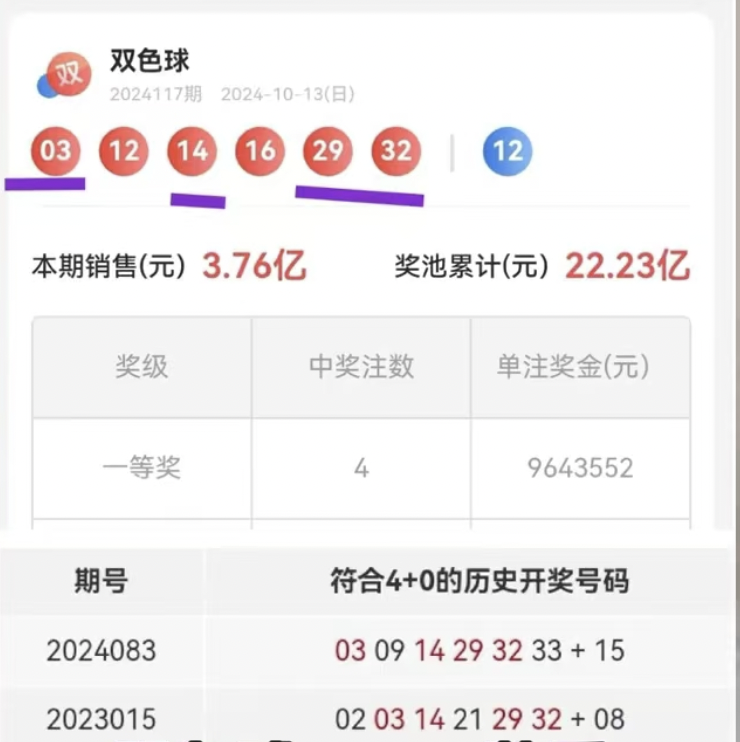 双
双色球
2024117期 2024-10-13(日)
03 12 14 16 29 32 12
本期销售(元) 3.76亿 奖池累计(元) 22.23亿
奖级 中奖注数 单注奖金(元)
一等奖 4 9643552
期号 符合4+0的历史开奖号码
2024083 03 09 14 29 32 33 + 15
2023015 02 03 14 21 29 32 + 08